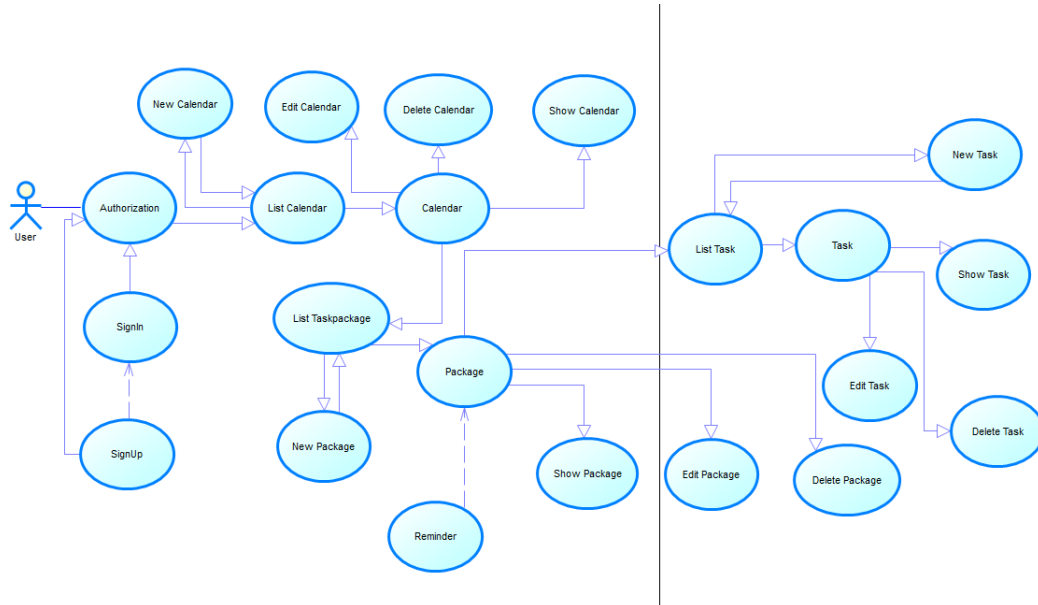 New Calendar
Edit Calendar
Delete Calendar
Show Calendar
New Task
User
Authorization
List Calendar
Calendar
List Task
Task
Show Task
SignIn
List Taskpackage
Package
Edit Task
SignUp
New Package
Show Package
Edit Package
Delete Package
Delete Task
Reminder